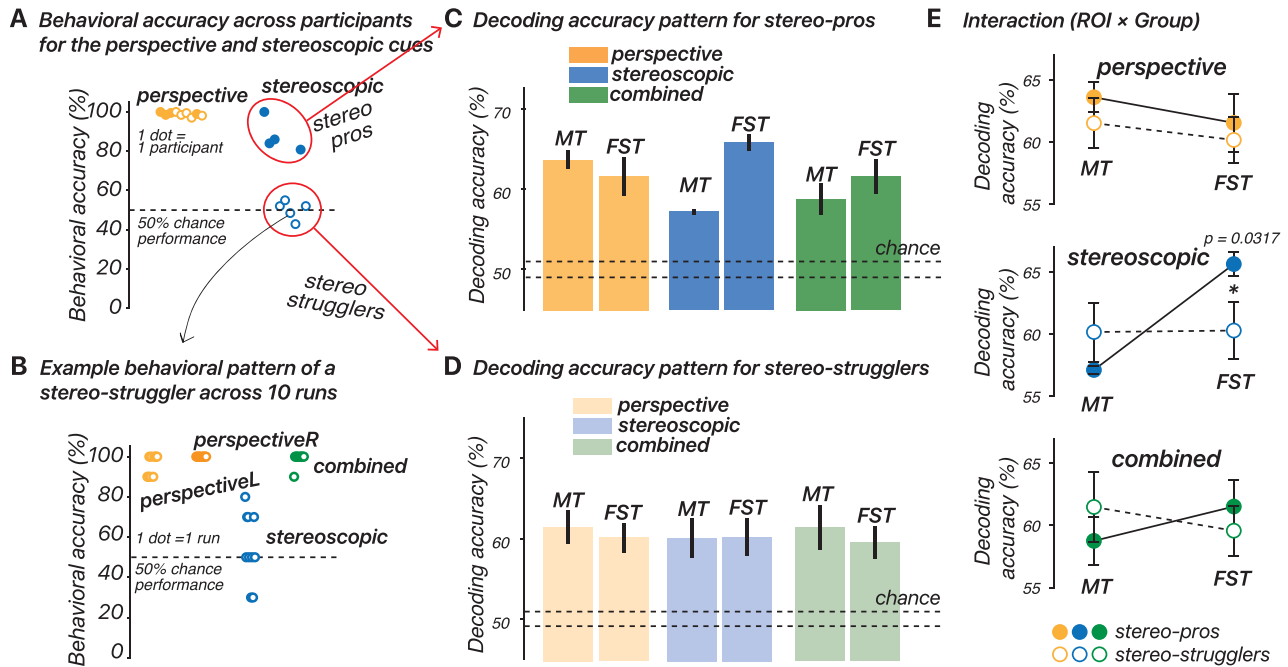 A Behavioral accuracy across participants
for the perspective and stereoscopic cues
Behavioral accuracy (%)
100
80
60
40
20
0
perspective
stereoscopic
1 dot =
1 participant
stereo
pros
50% chance
performance
stereo
strugglers
B Example behavioral pattern of a
stereo-struggler across 10 runs
Behavioral accuracy (%)
100
80
60
40
20
0
perspectiveR
combined
perspectiveL
1 dot =1 run
stereoscopic
50% chance
performance
C Decoding accuracy pattern for stereo-pros
perspective
stereoscopic
combined
Decoding accuracy (%)
70
60
50
MT
FST
MT
FST
MT
FST
chance
D Decoding accuracy pattern for stereo-strugglers
perspective
stereoscopic
combined
Decoding accuracy (%)
70
60
50
MT
FST
MT
FST
MT
FST
chance
E Interaction (ROI × Group)
perspective
Decoding
accuracy (%)
65
60
55
MT
FST
p = 0.0317
stereoscopic
*
Decoding
accuracy (%)
65
60
55
MT
FST
combined
Decoding
accuracy (%)
65
60
55
MT
FST
stereo-pros
stereo-strugglers